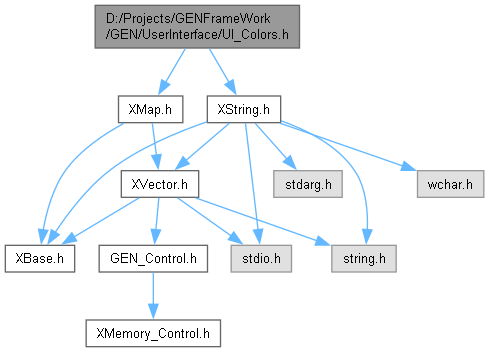 D:/Projects/GENFrameWork
/GEN/UserInterface/UI_Colors.h
XMap.h
XString.h
XVector.h
stdarg.h
wchar.h
XBase.h
GEN_Control.h
stdio.h
string.h
XMemory_Control.h